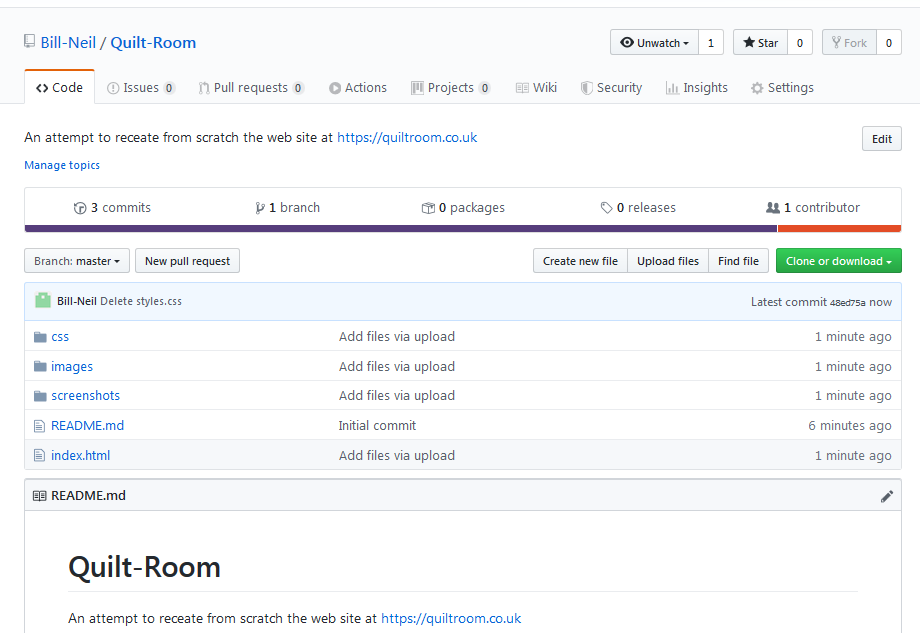 Bill-Neil / Quilt-Room
Unwatch 1 Star 0 Fork 0
Code Issues 0 Pull requests 0 Actions Projects 0 Wiki Security Insights Settings
An attempt to receate from scratch the web site at https://quiltroom.co.uk Edit
Manage topics
3 commits 1 branch 0 packages 0 releases 1 contributor
Branch: master New pull request Create new file Upload files Find file Clone or download
Bill-Neil Delete styles.css Latest commit 48ed75a now
css Add files via upload 1 minute ago
images Add files via upload 1 minute ago
screenshots Add files via upload 1 minute ago
README.md Initial commit 6 minutes ago
index.html Add files via upload 1 minute ago
README.md
Quilt-Room
An attempt to receate from scratch the web site at https://quiltroom.co.uk